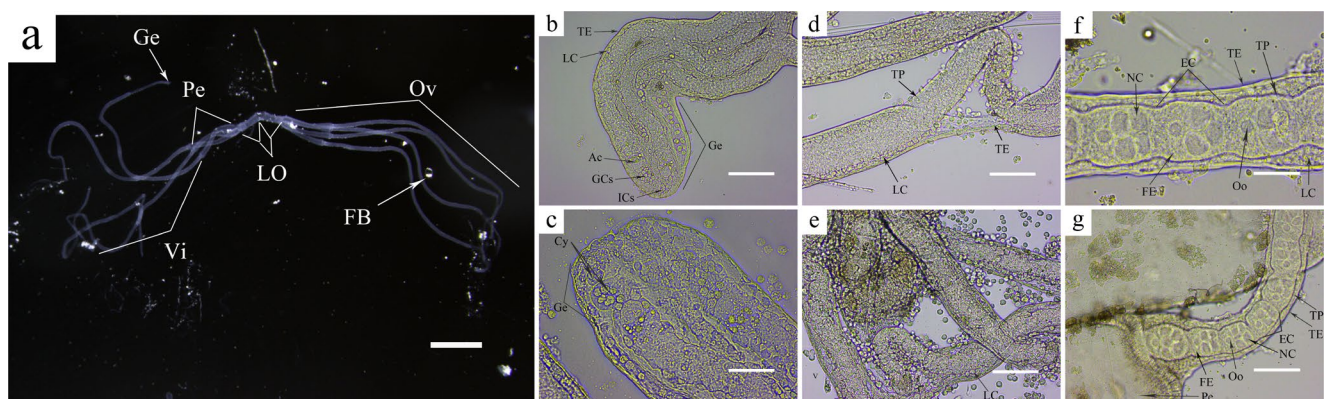 a
Ge
Pe
Ov
LO
FB
Vi
b
TE
LC
Ge
Ac
GCs
ICs
c
Cy
Ge
d
TP
TE
LC
e
v
LC
f
NC
EC
TE
TP
FE
Oo
LC
g
TP
TE
EC
NC
Oo
FE
Pe